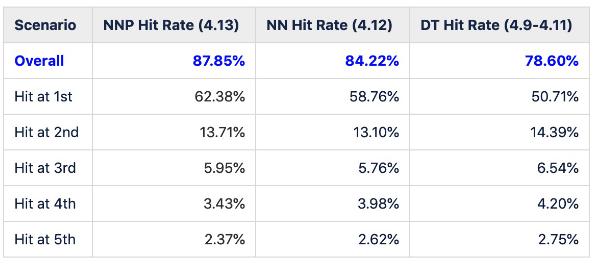 Scenario NNP Hit Rate (4.13) NN Hit Rate (4.12) DT Hit Rate (4.9-4.11)
Overall 87.85% 84.22% 78.60%
Hit at 1st 62.38% 58.76% 50.71%
Hit at 2nd 13.71% 13.10% 14.39%
Hit at 3rd 5.95% 5.76% 6.54%
Hit at 4th 3.43% 3.98% 4.20%
Hit at 5th 2.37% 2.62% 2.75%